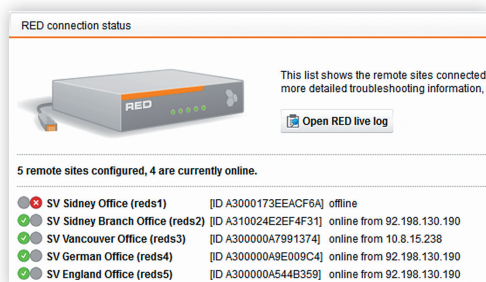 RED connection status
This list shows the remote sites connected
more detailed troubleshooting information,
RED
Open RED live log
5 remote sites configured, 4 are currently online.
SV Sidney Office (reds1) [ID A3000173EEACF6A] offline
SV Sidney Branch Office (reds2) [ID A310024E2EF4F31] online from 92.198.130.190
SV Vancouver Office (reds3) [ID A300000A7991374] online from 10.8.15.238
SV German Office (reds4) [ID A300000A9E009C4] online from 92.198.130.190
SV England Office (reds5) [ID A300000A544B359] online from 92.198.130.190